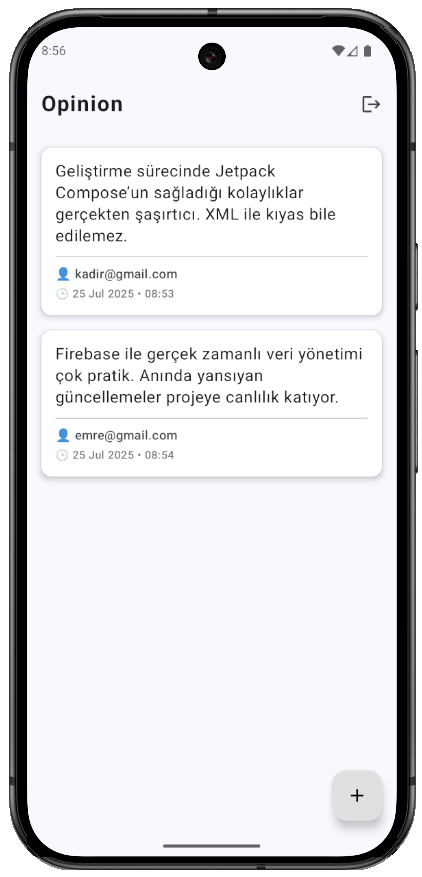 8:56
Opinion
Geliştirme sürecinde Jetpack
Compose'un sağladığı kolaylıklar
gerçekten şaşırtıcı. XML ile kıyas bile
edilemez.
kadir@gmail.com
25 Jul 2025 • 08:53
Firebase ile gerçek zamanlı veri yönetimi
çok pratik. Anında yansıyan
güncellemeler projeye canlılık katıyor.
emre@gmail.com
25 Jul 2025 • 08:54
+